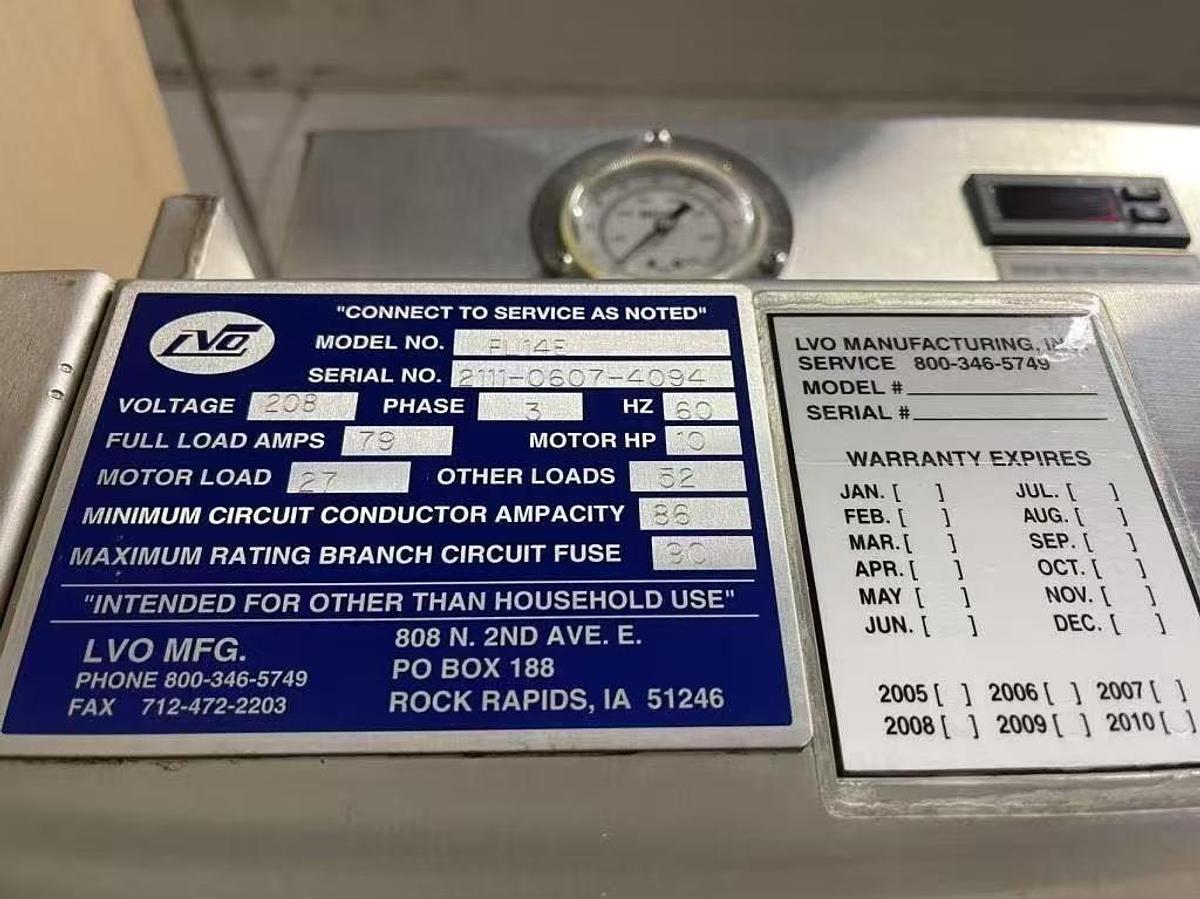 LVO
"CONNECT TO SERVICE AS NOTED"
MODEL NO. FL14E
SERIAL NO. 2111-0607-4094
VOLTAGE 208 PHASE 3 HZ 60
FULL LOAD AMPS 79 MOTOR HP 10
MOTOR LOAD 27 OTHER LOADS 52
MINIMUM CIRCUIT CONDUCTOR AMPACITY 86
MAXIMUM RATING BRANCH CIRCUIT FUSE 90
"INTENDED FOR OTHER THAN HOUSEHOLD USE"
LVO MFG.
PHONE 800-346-5749
FAX 712-472-2203
808 N. 2ND AVE. E.
PO BOX 188
ROCK RAPIDS, IA 51246
LVO MANUFACTURING,
SERVICE 800-346-5749
MODEL #
SERIAL #
WARRANTY EXPIRES
JAN. [ ] JUL. [ ]
FEB. [ ] AUG. [ ]
MAR. [ ] SEP. [ ]
APR. [ ] OCT. [ ]
MAY [ ] NOV. [ ]
JUN. [ ] DEC. [ ]
2005 [ ] 2006 [ ] 2007 [ ]
2008 [ ] 2009 [ ] 2010 [ ]